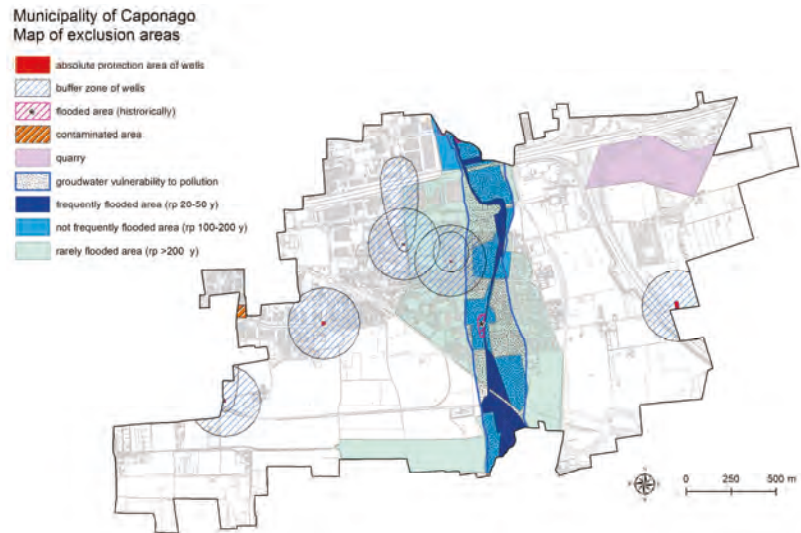 Municipality of Caponago
Map of exclusion areas
absolute protection area of wells
buffer zone of wells
flooded area (histrorically)
contaminated area
quarry
groudwater vulnerability to pollution
frequently flooded area (rp 20-50 y)
not frequently flooded area (rp 100-200 y)
rarely flooded area (rp >200 y)
0 250 500 m